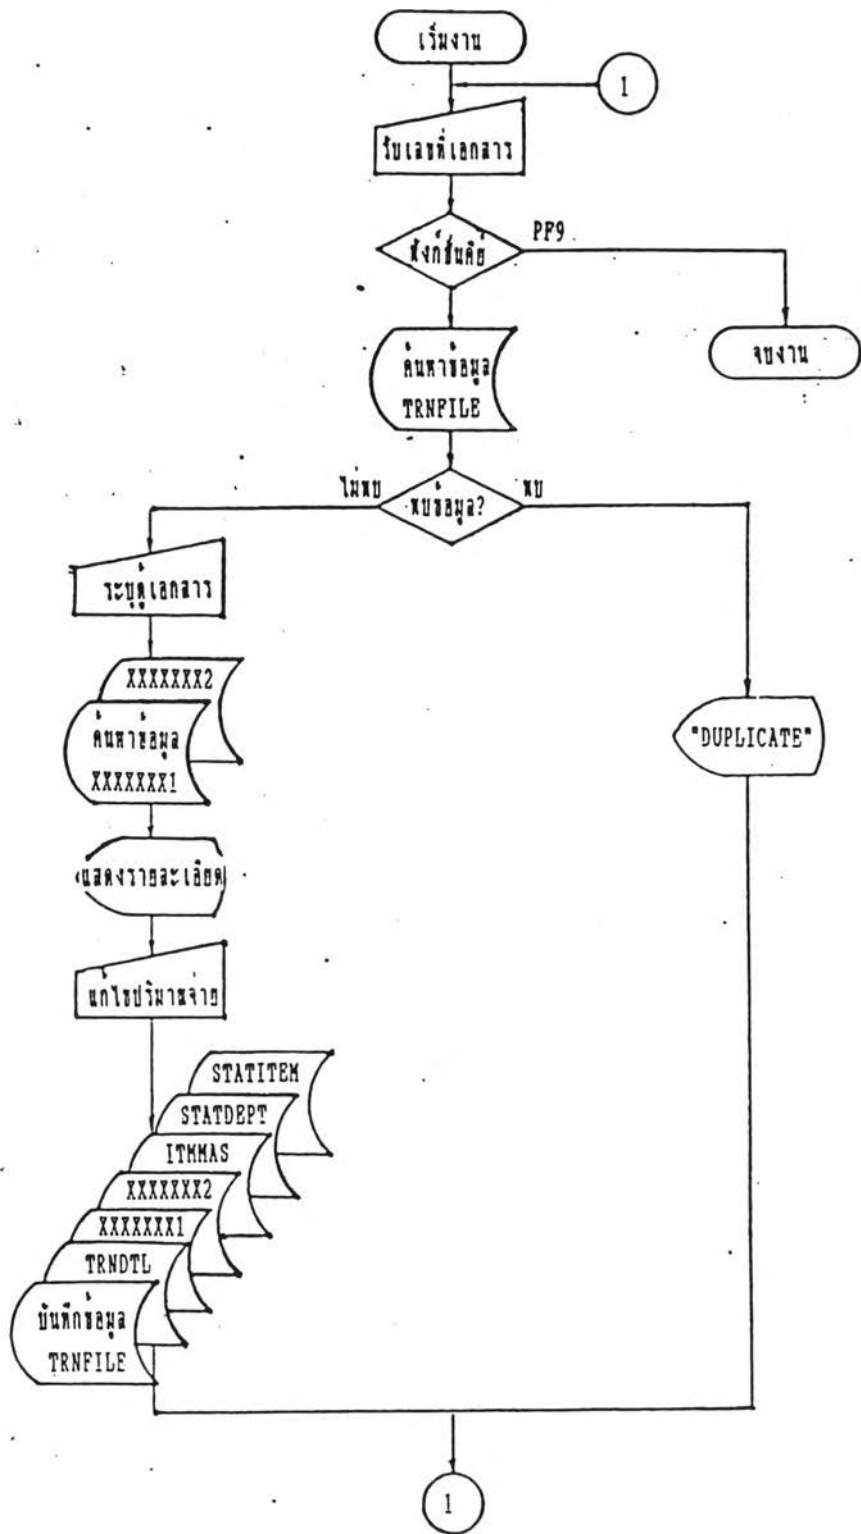 เริ่มงาน
1
รับเลขที่เอกสาร
ฟังก์ชันคีย์
PF9
จบงาน
ค้นหาข้อมูล
TRNFILE
ไม่พบ
พบข้อมูล?
พบ
ระบุตู้เอกสาร
XXXXXXX2
ค้นหาข้อมูล
XXXXXXX1
"DUPLICATE"
แสดงรายละเอียด
แก้ไขปริมาณจ่าย
STATITEM
STATDEPT
ITMMAS
XXXXXXX2
XXXXXXX1
TRNDTL
บันทึกข้อมูล
TRNFILE
1